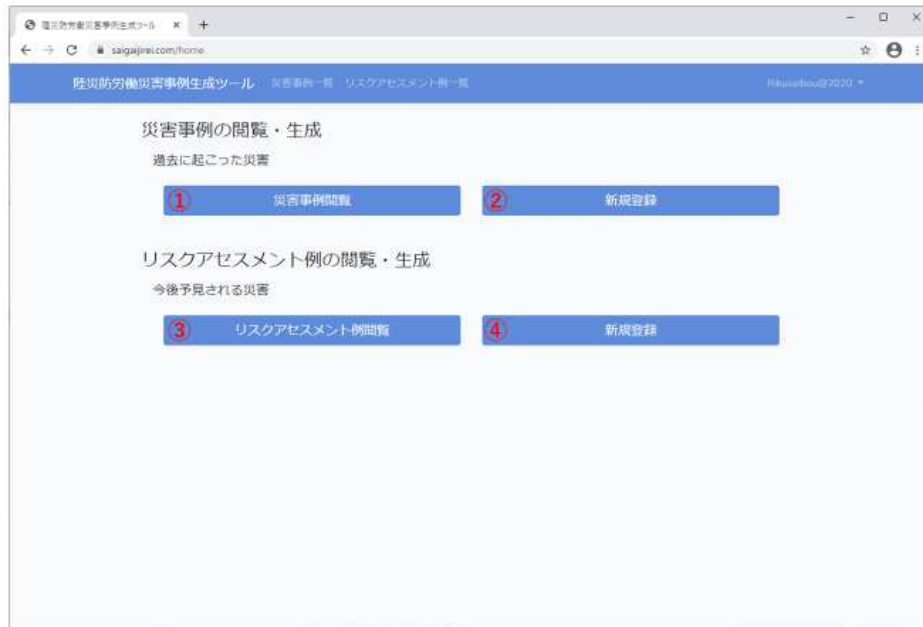 陸災防労働災害事例生成ツール
saigaijirei.com/home
陸災防労働災害事例生成ツール 災害事例一覧 リスクアセスメント例一覧
災害事例の閲覧・生成
過去に起こった災害
① 災害事例閲覧 ② 新規登録
リスクアセスメント例の閲覧・生成
今後予見される災害
③ リスクアセスメント例閲覧 ④ 新規登録